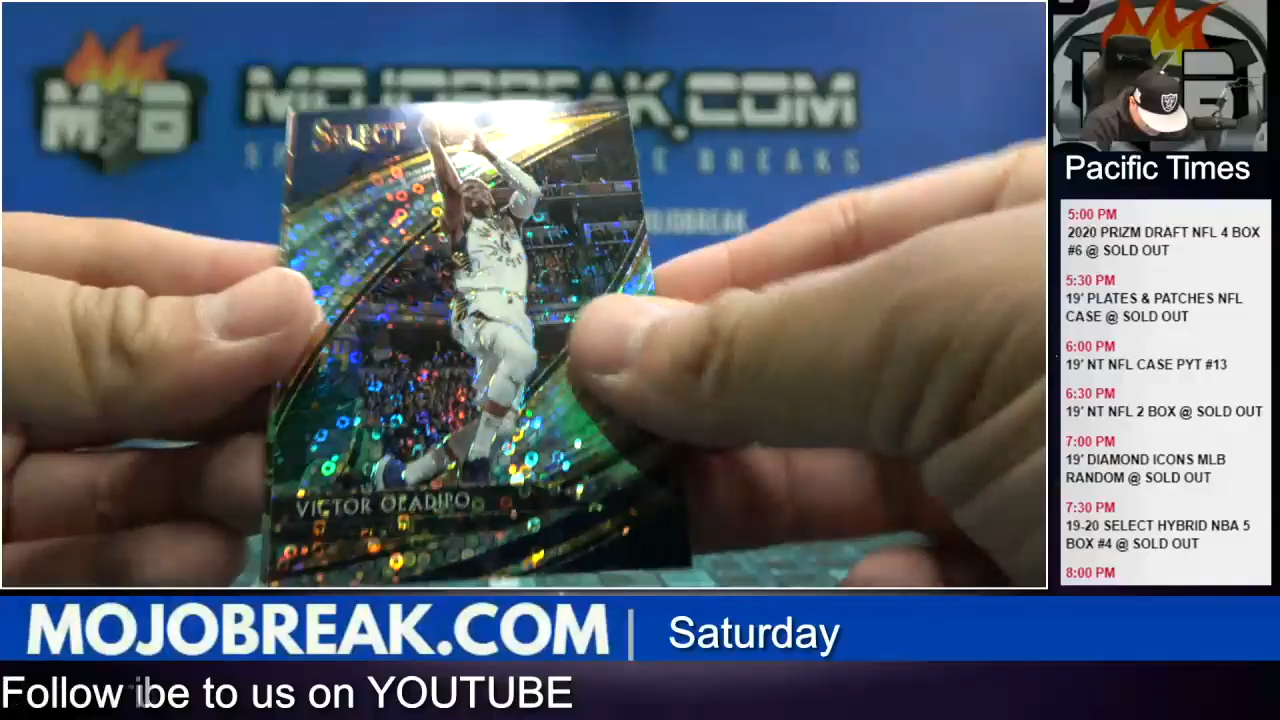 MOJOBREAK.COM
SELECT
VICTOR OLADIPO
Pacific Times
5:00 PM
2020 PRIZM DRAFT NFL 4 BOX
#6 @ SOLD OUT
5:30 PM
19' PLATES & PATCHES NFL
CASE @ SOLD OUT
6:00 PM
19' NT NFL CASE PYT #13
6:30 PM
19' NT NFL 2 BOX @ SOLD OUT
7:00 PM
19' DIAMOND ICONS MLB
RANDOM @ SOLD OUT
7:30 PM
19-20 SELECT HYBRID NBA 5
BOX #4 @ SOLD OUT
8:00 PM
MOJOBREAK.COM | Saturday
Follow ibe to us on YOUTUBE